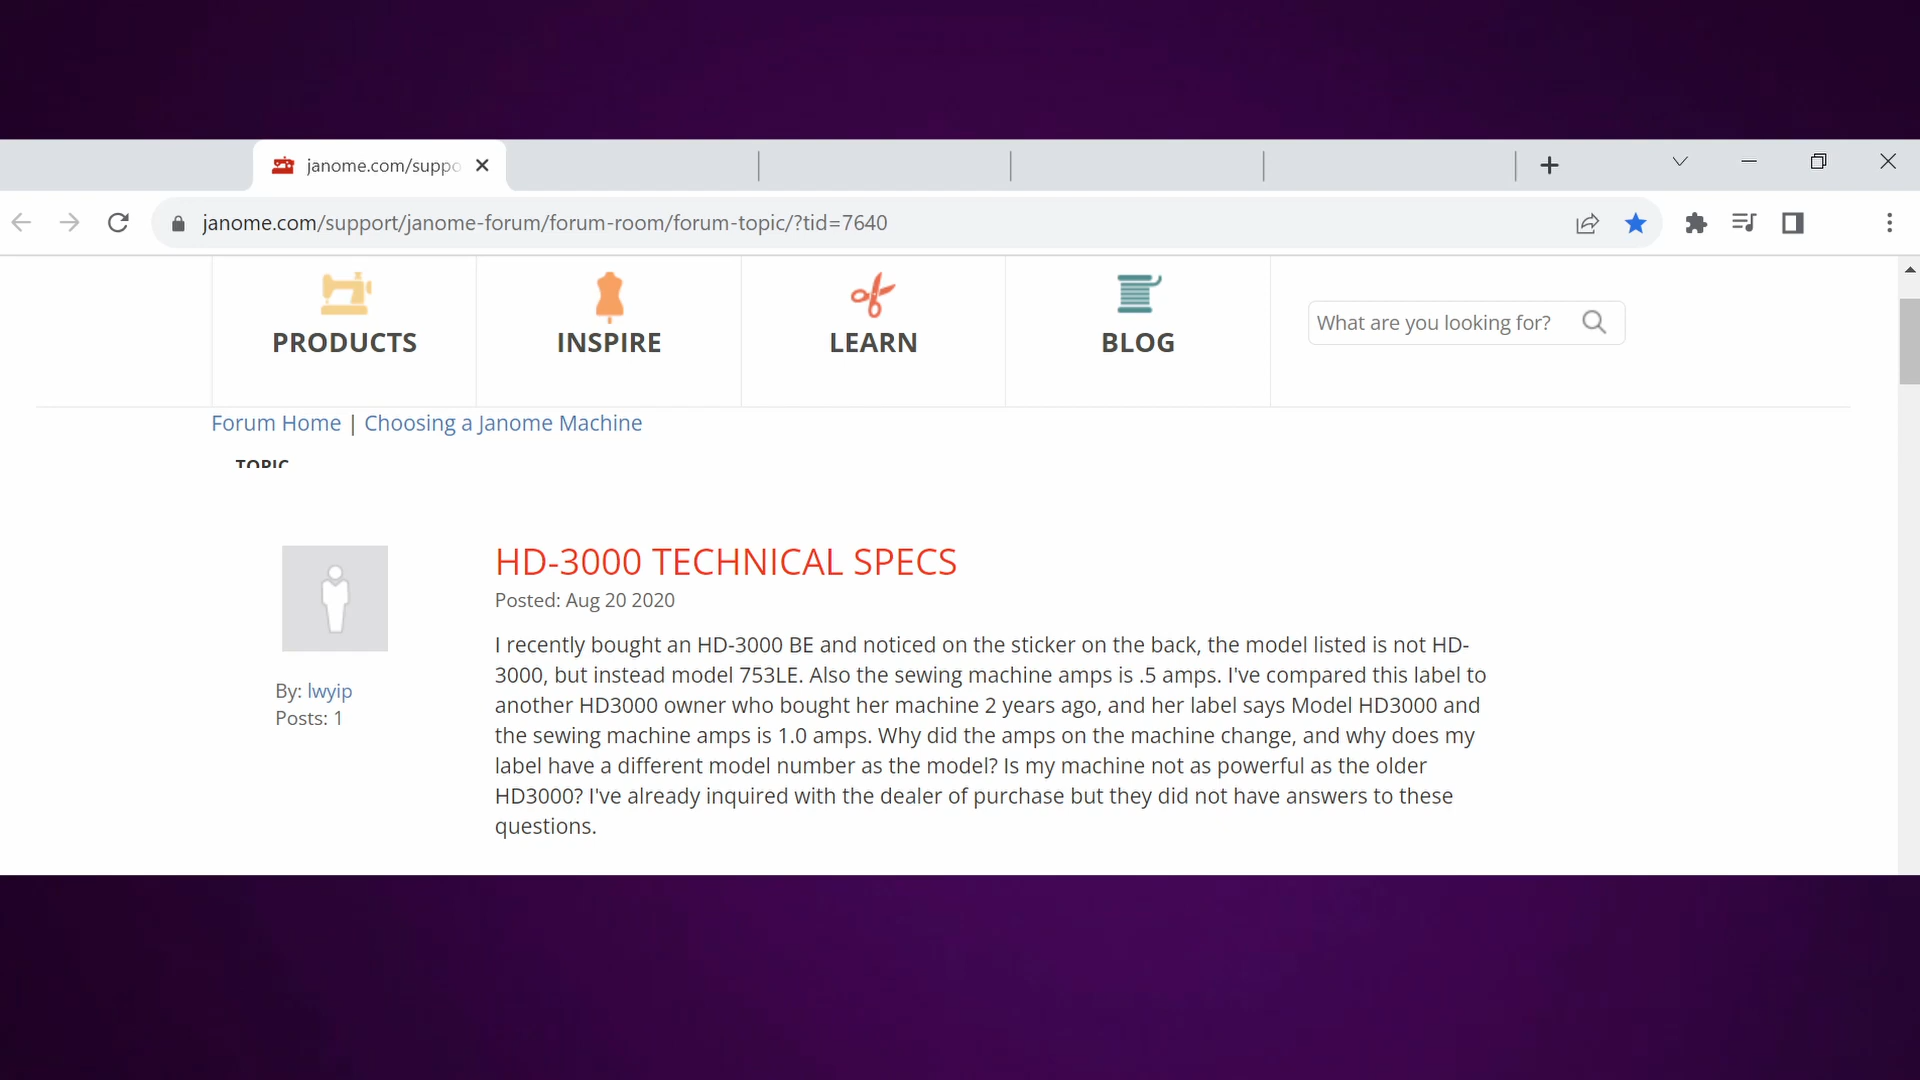 janome.com/suppo
janome.com/support/janome-forum/forum-room/forum-topic/?tid=7640
PRODUCTS
INSPIRE
LEARN
BLOG
What are you looking for?
Forum Home | Choosing a Janome Machine
TOPIC
HD-3000 TECHNICAL SPECS
Posted: Aug 20 2020
By: lwyip
Posts: 1
I recently bought an HD-3000 BE and noticed on the sticker on the back, the model listed is not HD-
3000, but instead model 753LE. Also the sewing machine amps is .5 amps. I've compared this label to
another HD3000 owner who bought her machine 2 years ago, and her label says Model HD3000 and
the sewing machine amps is 1.0 amps. Why did the amps on the machine change, and why does my
label have a different model number as the model? Is my machine not as powerful as the older
HD3000? I've already inquired with the dealer of purchase but they did not have answers to these
questions.